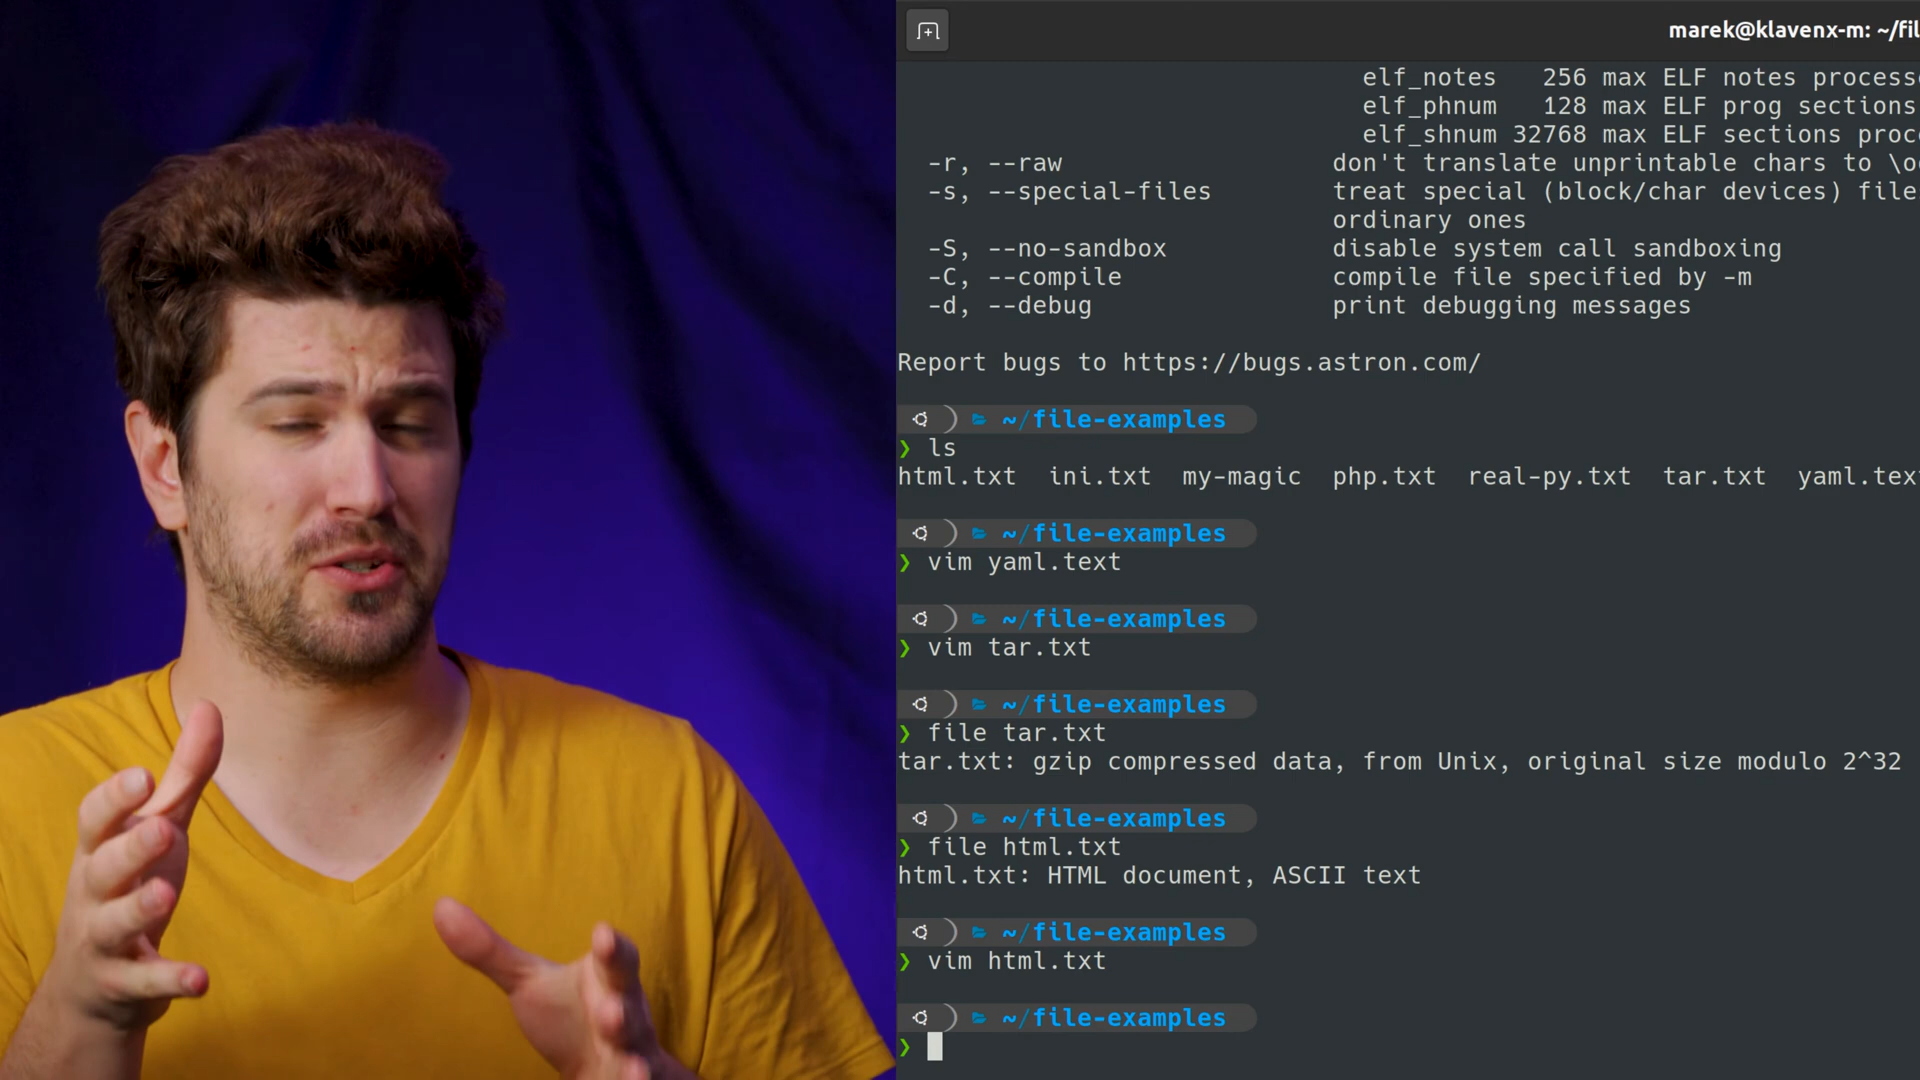 marek@klavenx-m: ~/fil
elf_notes 256 max ELF notes process
elf_phnum 128 max ELF prog sections
elf_shnum 32768 max ELF sections proc
-r, --raw don't translate unprintable chars to \o
-s, --special-files treat special (block/char devices) file
ordinary ones
-S, --no-sandbox disable system call sandboxing
-C, --compile compile file specified by -m
-d, --debug print debugging messages
Report bugs to https://bugs.astron.com/
~/file-examples
❯ ls
html.txt ini.txt my-magic php.txt real-py.txt tar.txt yaml.tex
~/file-examples
❯ vim yaml.text
~/file-examples
❯ vim tar.txt
~/file-examples
❯ file tar.txt
tar.txt: gzip compressed data, from Unix, original size modulo 2^32
~/file-examples
❯ file html.txt
html.txt: HTML document, ASCII text
~/file-examples
❯ vim html.txt
~/file-examples
❯